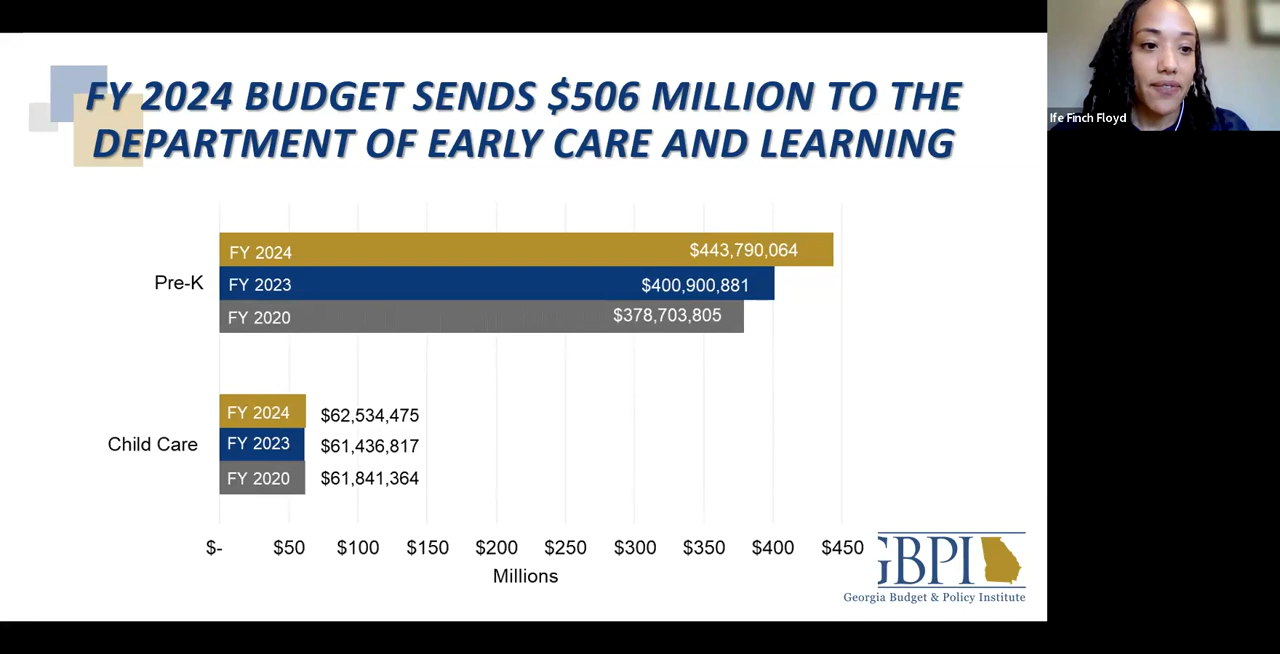 FY 2024 BUDGET SENDS $506 MILLION TO THE
DEPARTMENT OF EARLY CARE AND LEARNING
Ife Finch Floyd
Pre-K
FY 2024 $443,790,064
FY 2023 $400,900,881
FY 2020 $378,703,805
Child Care
FY 2024 $62,534,475
FY 2023 $61,436,817
FY 2020 $61,841,364
$- $50 $100 $150 $200 $250 $300 $350 $400 $450
Millions
GBPI
Georgia Budget & Policy Institute